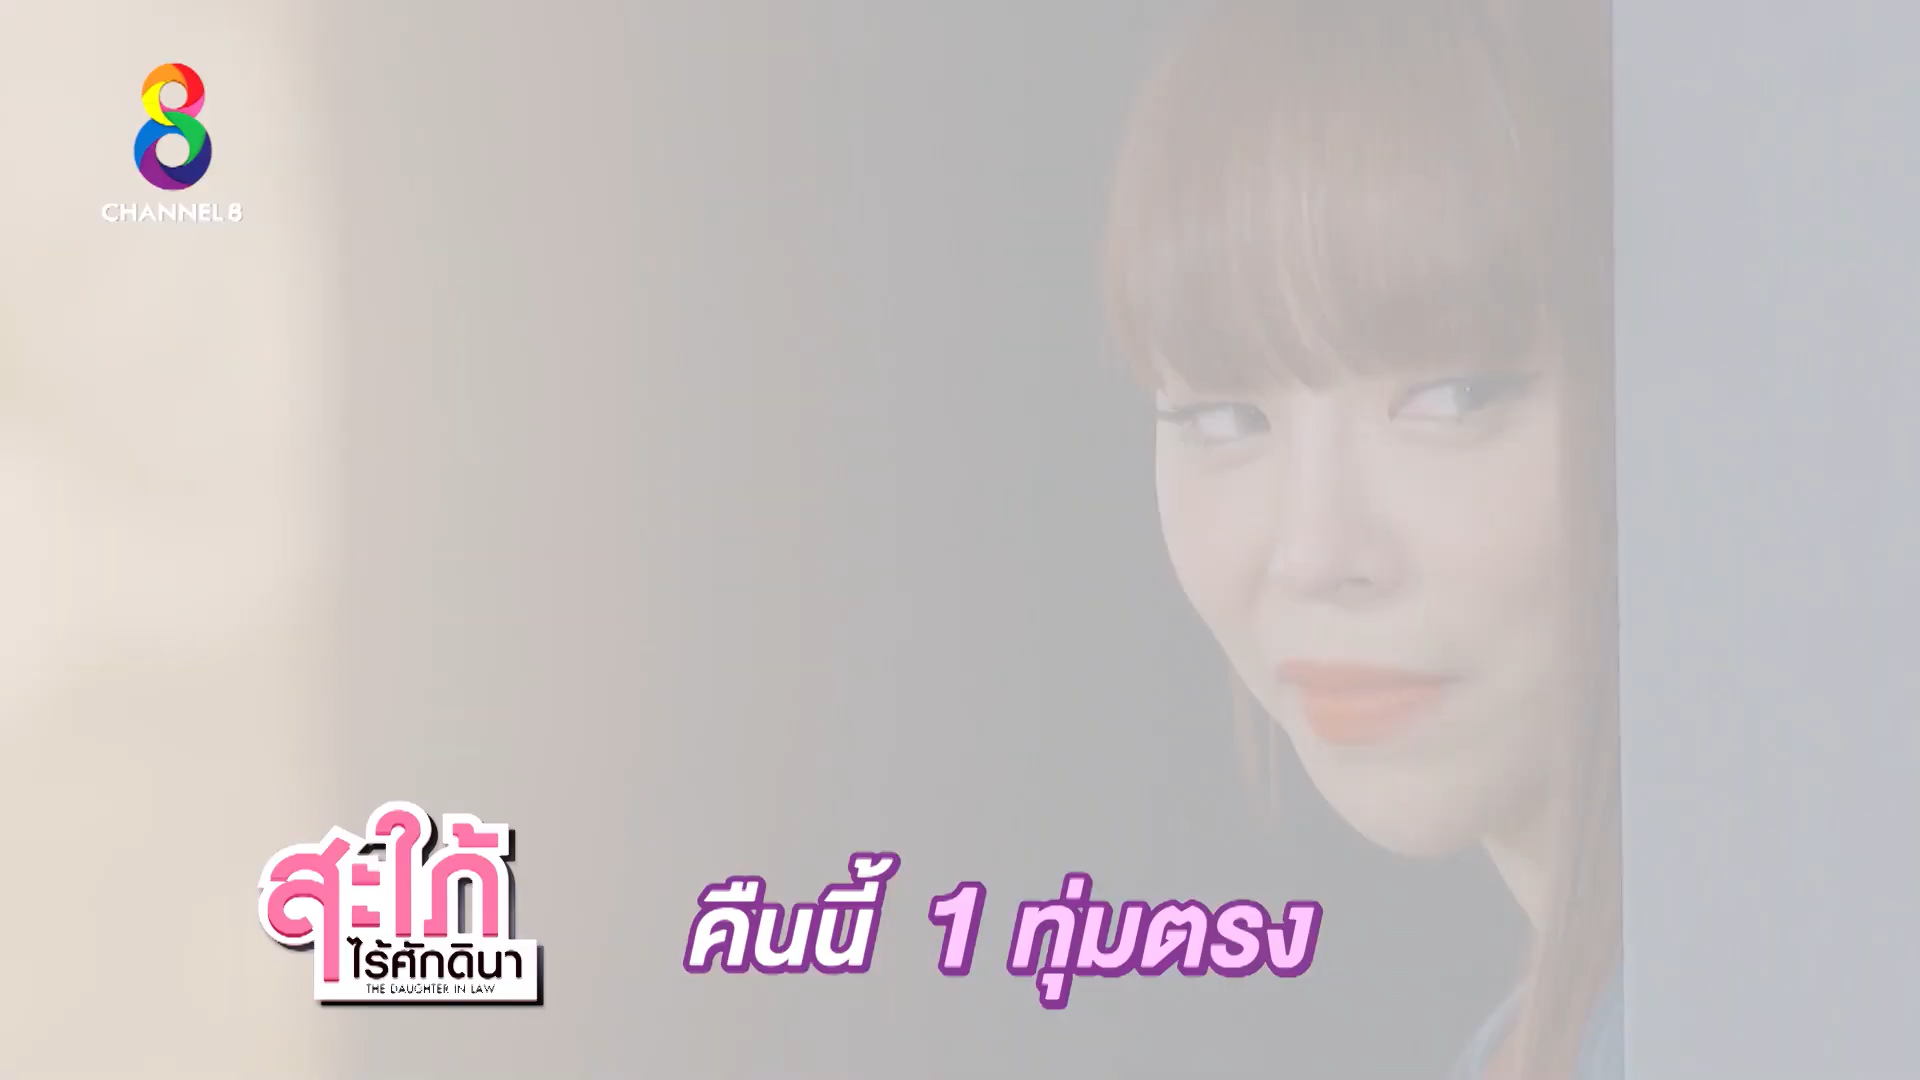 CHANNEL 8
สะใภ้
ไร้ศักดินา
THE DAUGHTER IN LAW
คืนนี้ 1 ทุ่มตรง